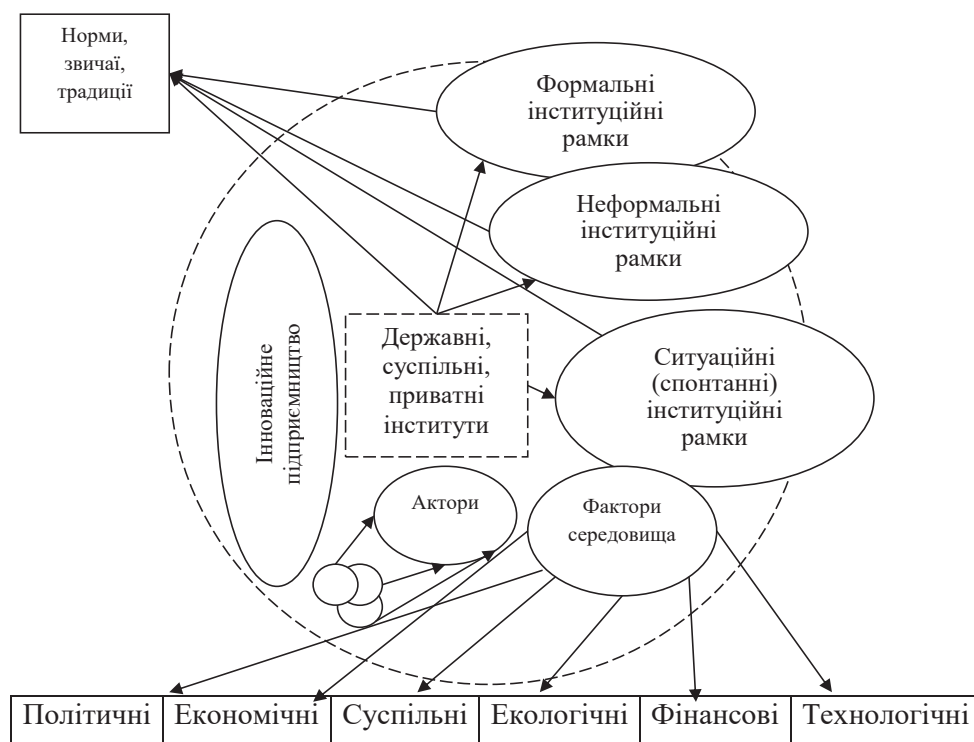 Норми,
звичаї,
традиції
Формальні
інституційні
рамки
Неформальні
інституційні
рамки
Державні,
суспільні,
приватні
інститути
Ситуаційні
(спонтанні)
інституційні
рамки
Інноваційне
підприємництво
Актори
Фактори
середовища
Політичні
Економічні
Суспільні
Екологічні
Фінансові
Технологічні